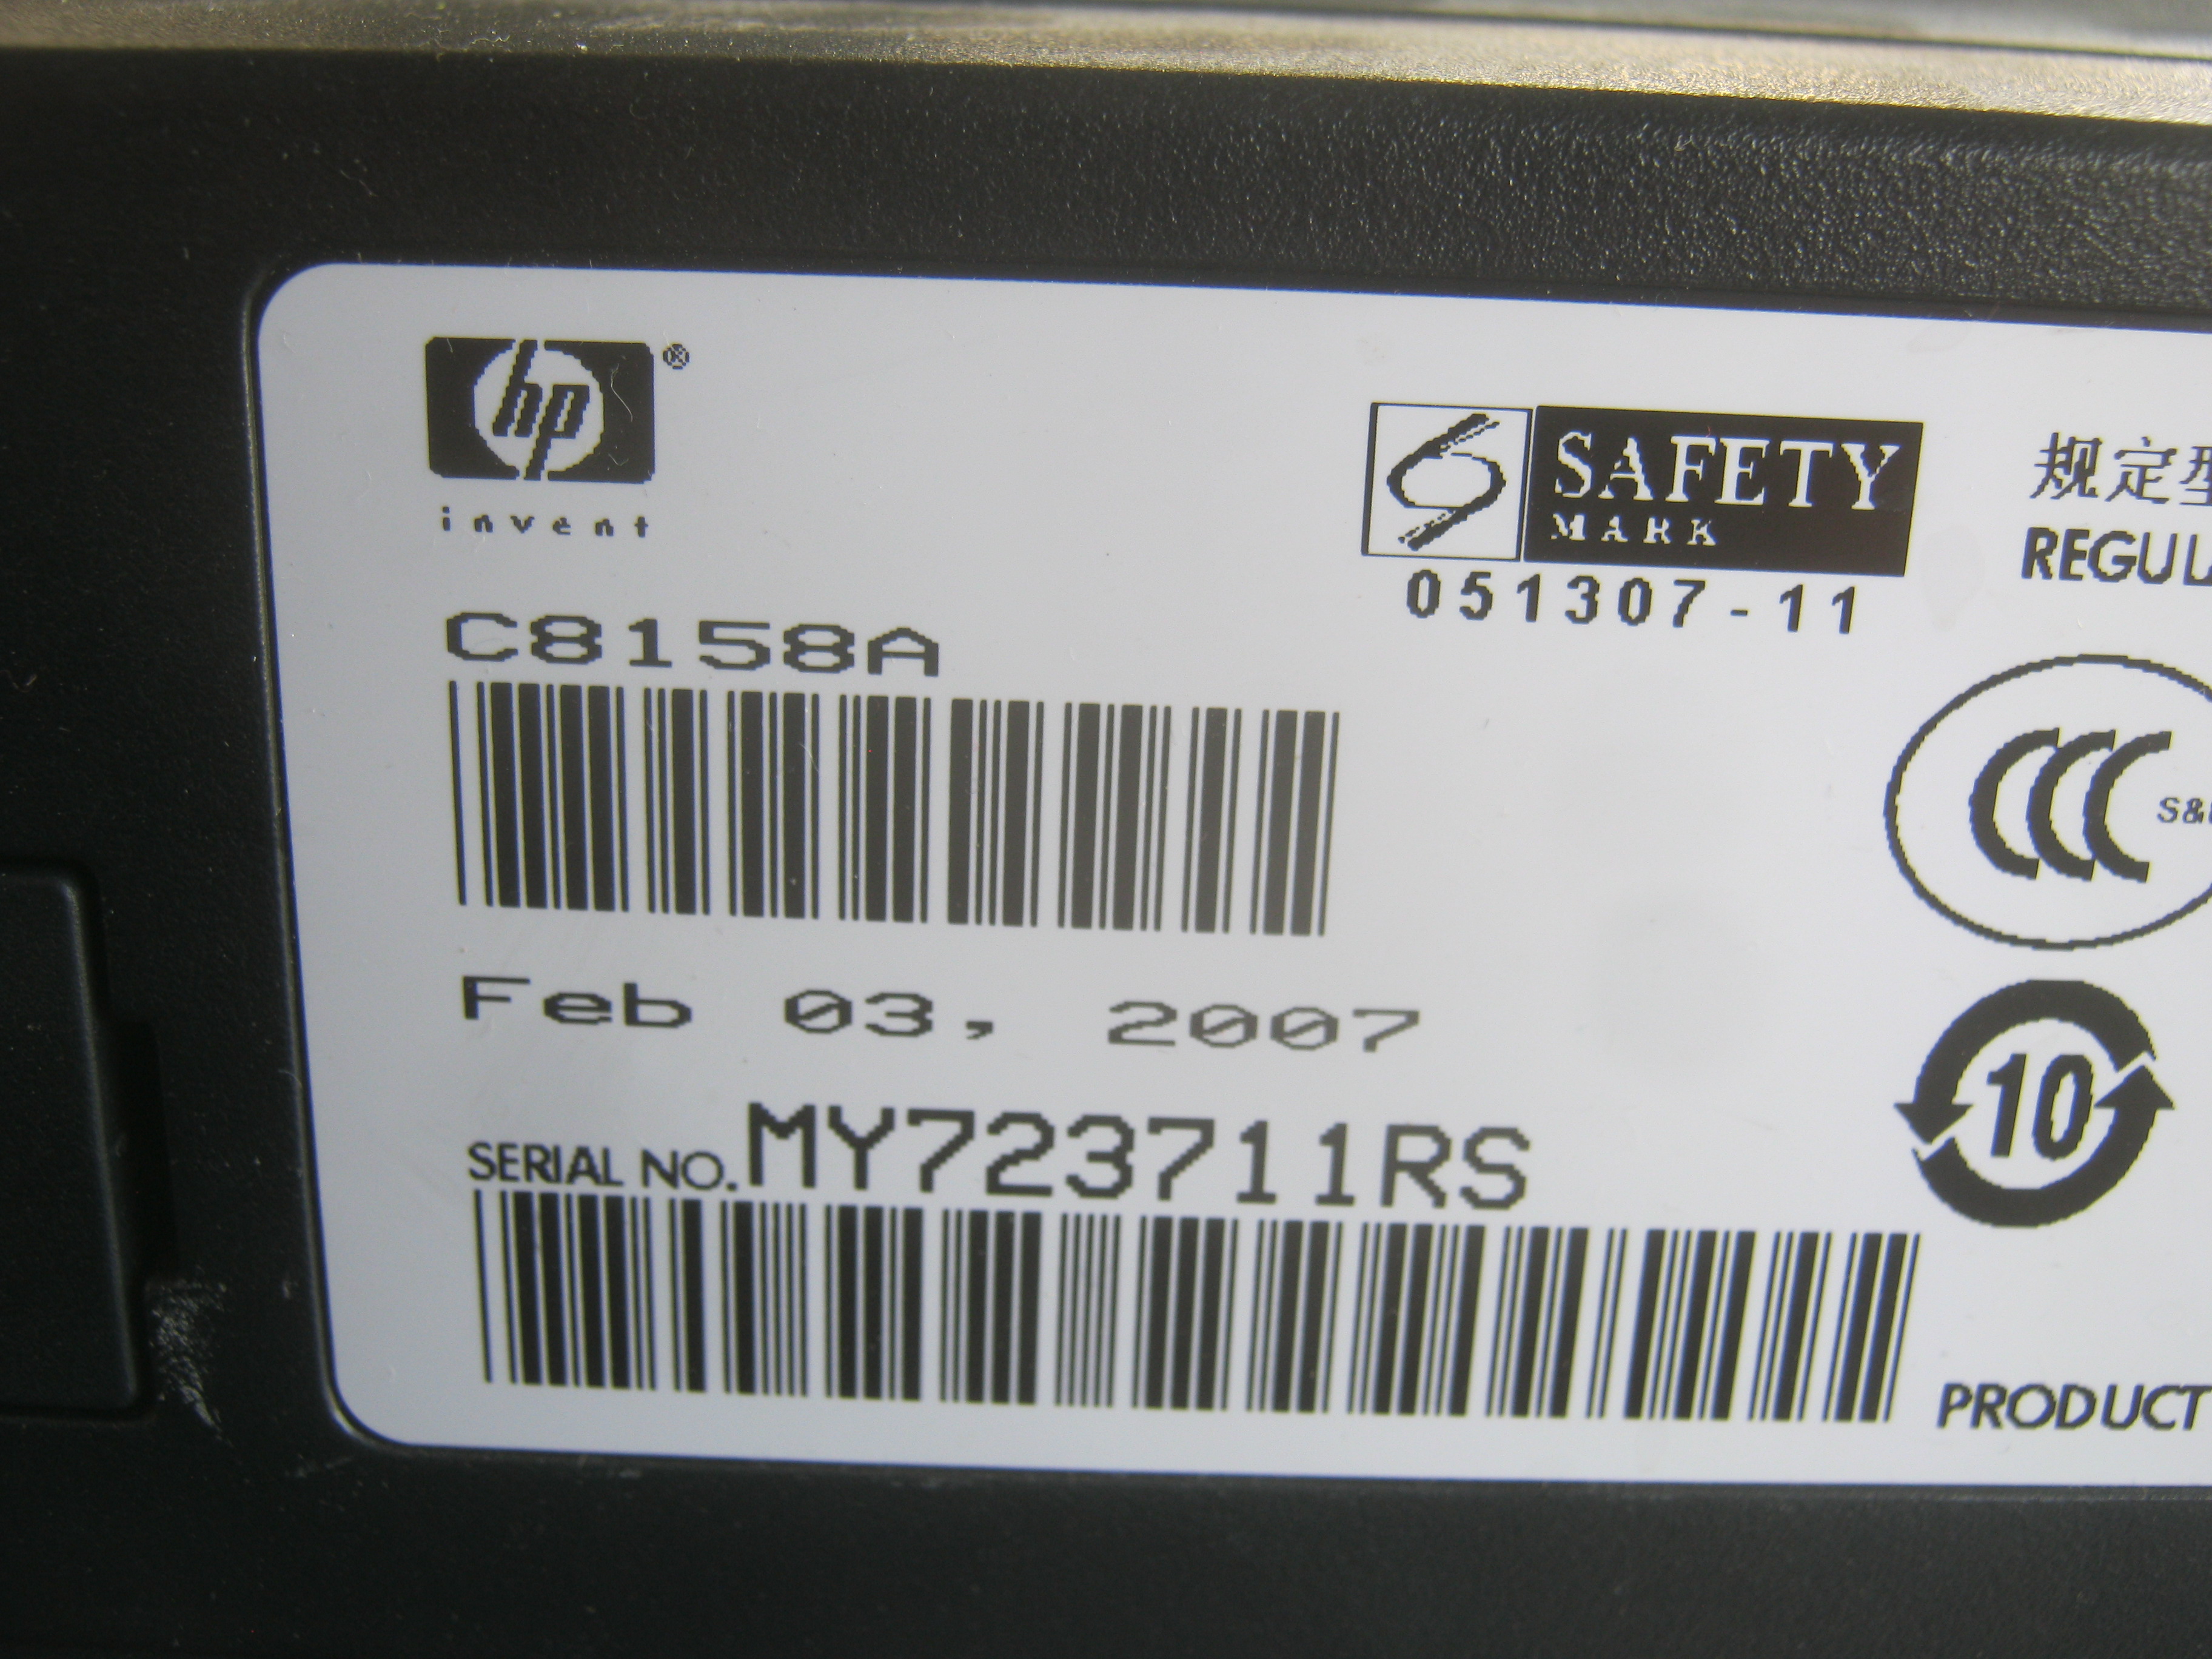 hp®
invent
C8158A
Feb 03, 2007
SERIAL NO. MY723711RS
SAFETY
MARK
051307-11
规定型
REGUL
CCC
S&
10
PRODUCT